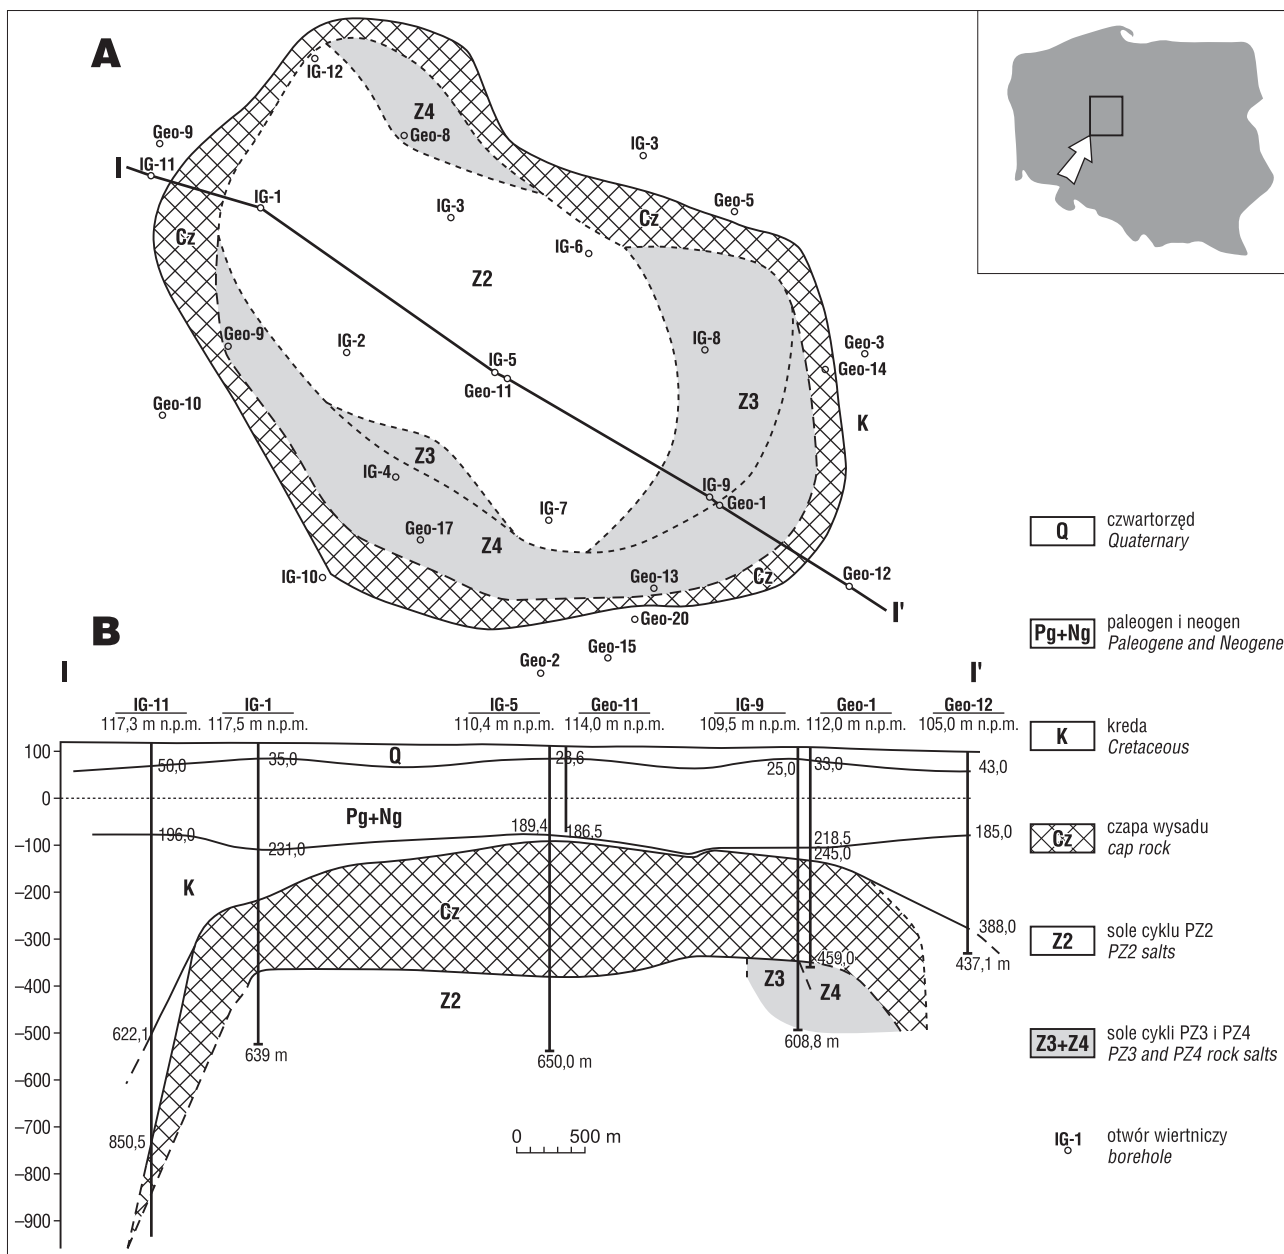 A
IG-12
Z4
Geo-8
Geo-9
IG-3
I
IG-11
IG-1
Geo-5
IG-3
Cz
Cz
IG-6
Z2
Geo-9
IG-2
IG-8
Geo-3
IG-5
Geo-14
Geo-11
Z3
Geo-10
K
Z3
IG-4
IG-9
Geo-1
IG-7
Geo-17
Z4
IG-10
Geo-13
Cz
Geo-12
I'
Geo-20
B
Geo-15
Geo-2
I
I'
IG-11
117,3 m n.p.m.
IG-1
117,5 m n.p.m.
IG-5
110,4 m n.p.m.
Geo-11
114,0 m n.p.m.
IG-9
109,5 m n.p.m.
Geo-1
112,0 m n.p.m.
Geo-12
105,0 m n.p.m.
100
0
–100
–200
–300
–400
–500
–600
–700
–800
–900
50,0
35,0
Q
23,6
25,0
33,0
43,0
Pg+Ng
196,0
231,0
189,4
186,5
218,5
245,0
185,0
K
Cz
388,0
437,1 m
459,0
Z3
Z4
Z2
622,1
639 m
650,0 m
608,8 m
850,5
0 500 m
Q
czwartorzęd
Quaternary
Pg+Ng
paleogen i neogen
Paleogene and Neogene
K
kreda
Cretaceous
Cz
czapa wysadu
cap rock
Z2
sole cyklu PZ2
PZ2 salts
Z3+Z4
sole cykli PZ3 i PZ4
PZ3 and PZ4 rock salts
IG-1
otwór wiertniczy
borehole